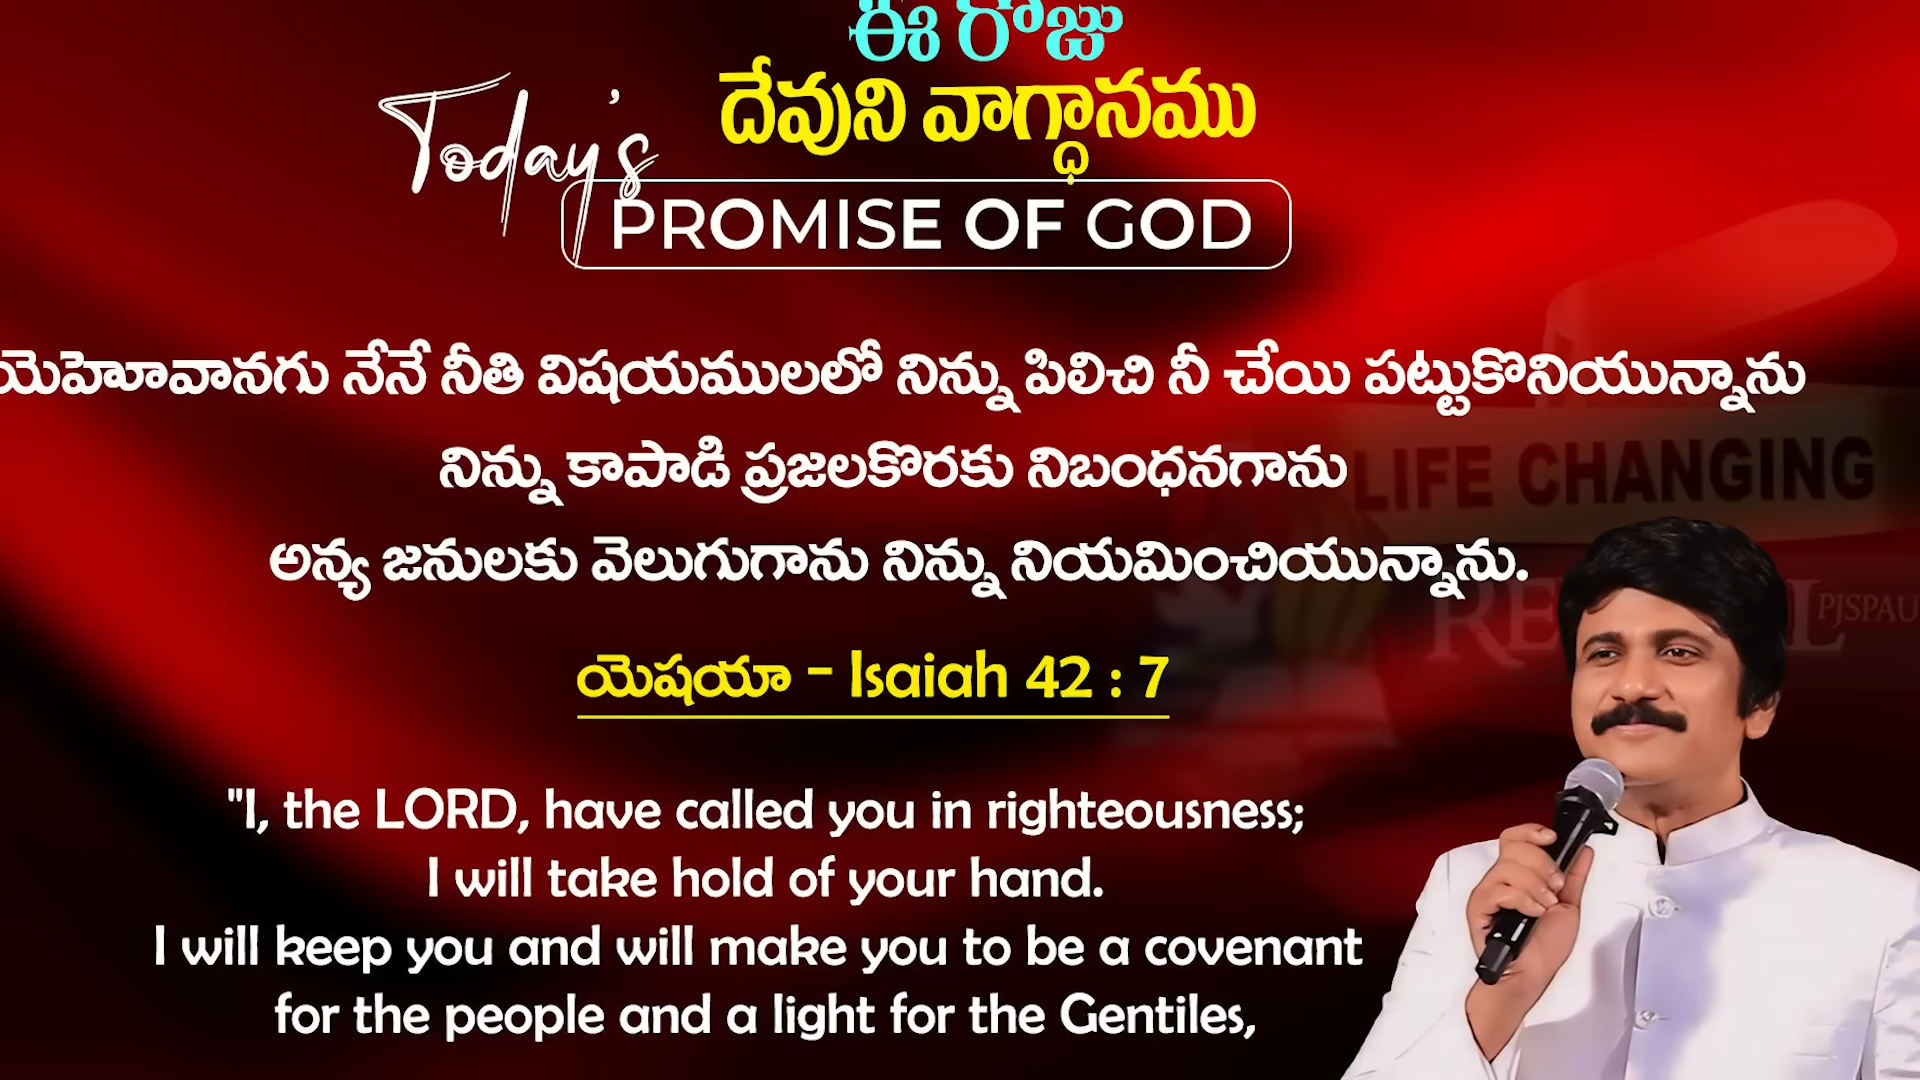 ఈ రోజు
దేవుని వాగ్ధానము
Today's
PROMISE OF GOD
యెహెూవానగు నేనే నీతి విషయములలో నిన్ను పిలిచి నీ చేయి పట్టుకొనియున్నాను
నిన్ను కాపాడి ప్రజలకొరకు నిబంధనగాను
అన్య జనులకు వెలుగుగాను నిన్ను నియమించియున్నాను.
యెషయా - Isaiah 42 : 7
"I, the LORD, have called you in righteousness;
I will take hold of your hand.
I will keep you and will make you to be a covenant
for the people and a light for the Gentiles,
LIFE CHANGING
PJSPAU